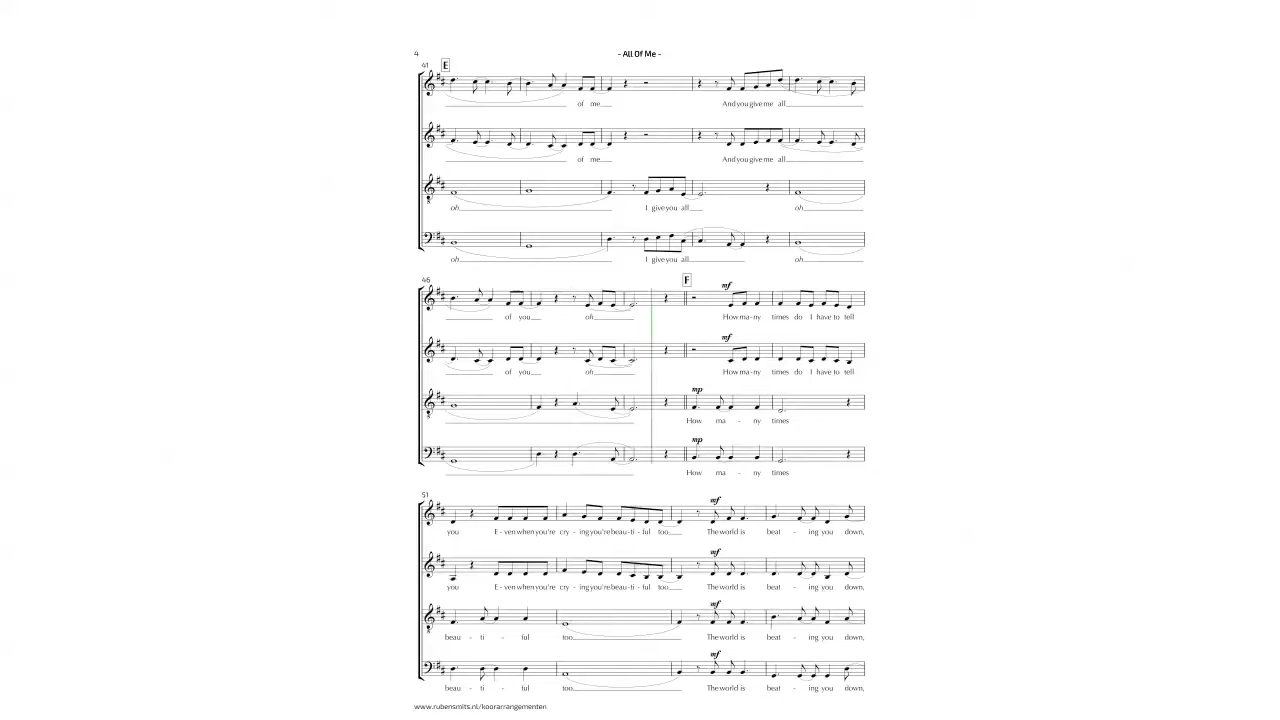 4
- All Of Me -
41 E
of me And you give me all
of me And you give me all
oh I give you all oh
oh I give you all oh
46 F
mf
of you oh How ma-ny times do I have to tell
mf
of you oh How ma-ny times do I have to tell
mp
How ma - ny times
mp
How ma - ny times
51
mf
you E-ven when you're cry - ing you're beau-ti-ful too The world is beat - ing you down,
mf
you E-ven when you're cry - ing you're beau-ti-ful too The world is beat - ing you down,
mf
beau - ti - ful too The world is beat - ing you down,
mf
beau - ti - ful too The world is beat - ing you down,
www.rubensmits.nl/koorarrangementen